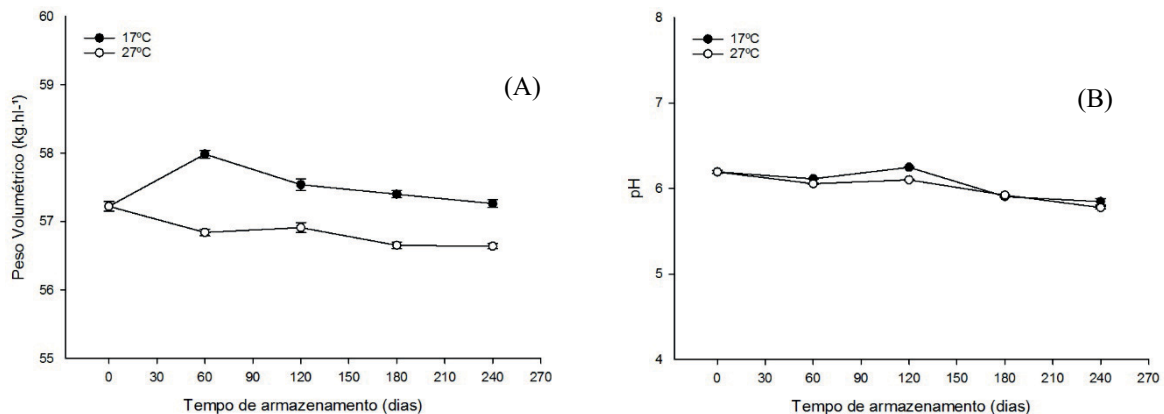 60
17ºC
27ºC
59
(A)
58
57
56
55
Peso Volumétrico (kg.hl-¹)
0 30 60 90 120 150 180 210 240 270
Tempo de armazenamento (dias)
8
17ºC
27ºC
7
(B)
6
5
4
pH
0 30 60 90 120 150 180 210 240 270
Tempo de armazenamento (dias)